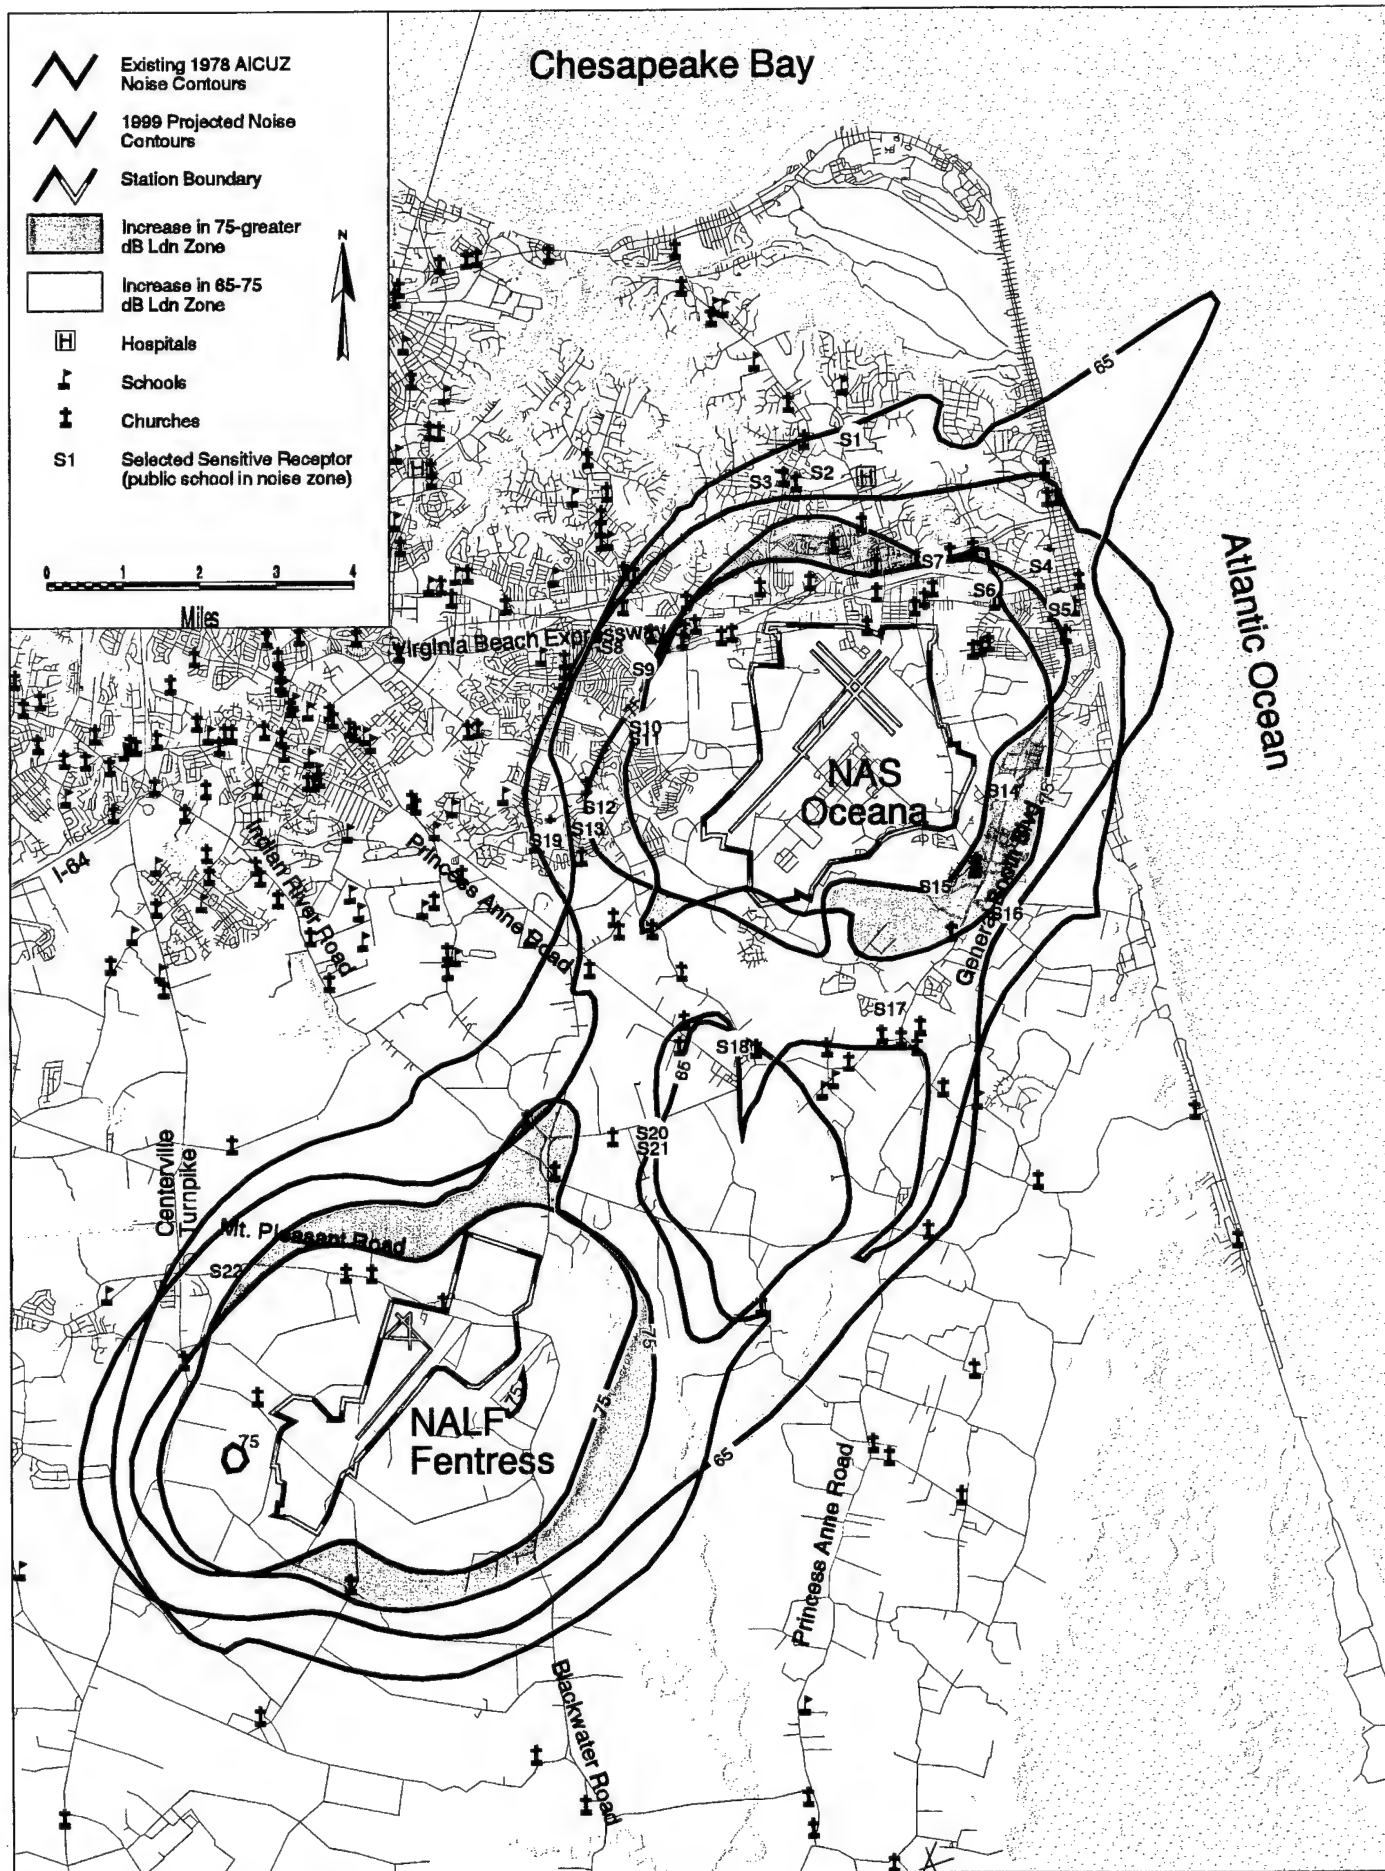 Existing 1978 AICUZ
Noise Contours
1999 Projected Noise
Contours
Station Boundary
Increase in 75-greater
dB Ldn Zone
Increase in 65-75
dB Ldn Zone
N
H
Hospitals
Schools
Churches
S1
Selected Sensitive Receptor
(public school in noise zone)
0 1 2 3 4
Miles
Chesapeake Bay
65
S1
S2
S3
H
H
Atlantic Ocean
S4
S5
S6
S7
Virginia Beach Expressway
S8
S9
S10
S11
NAS
Oceana
S12
S13
S14
75
S19
S15
S16
General Booth Blvd
I-64
Indian River Road
Princess Anne Road
S17
S18
65
S20
S21
Centerville
Turnpike
Mt. Pleasant Road
S22
75
75
75
75
NALF
Fentress
65
Princess Anne Road
Blackwater Road